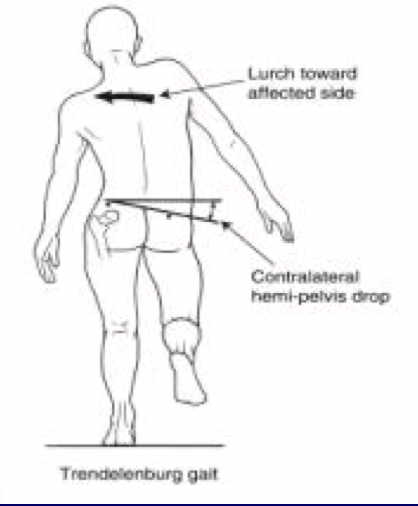 Lurch toward
affected side
Contralateral
hemi-pelvis drop
Trendelenburg gait